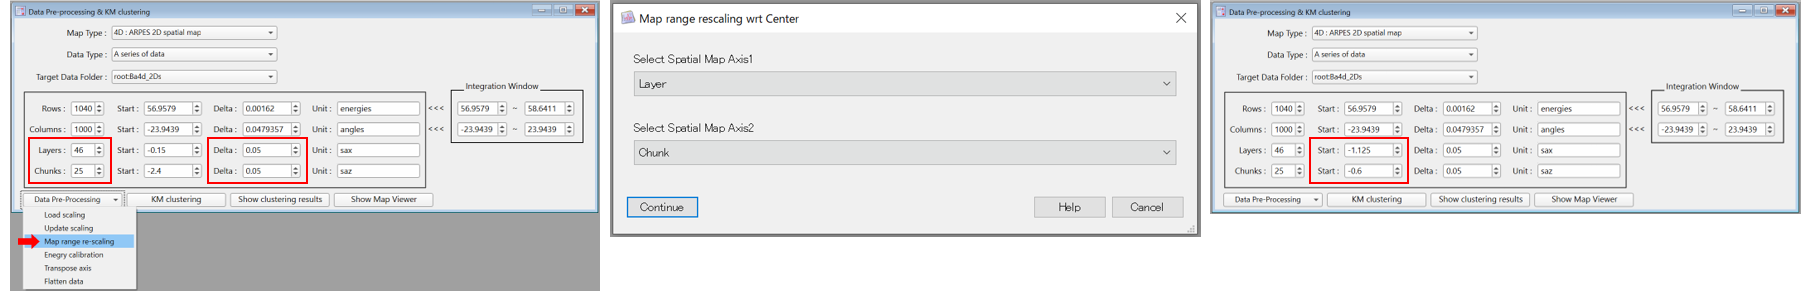 Data Pre-processing & KM clustering
Map Type : 4D : ARPES 2D spatial map
Data Type : A series of data
Target Data Folder : root:Ba4d_2Ds
Integration Window
Rows : 1040 Start : 56.9579 Delta : 0.00162 Unit : energies <<< 56.9579 ~ 58.6411
Columns : 1000 Start : -23.9439 Delta : 0.0479357 Unit : angles <<< -23.9439 ~ 23.9439
Layers : 46 Start : -0.15 Delta : 0.05 Unit : sax
Chunks : 25 Start : -2.4 Delta : 0.05 Unit : saz
Data Pre-Processing KM clustering Show clustering results Show Map Viewer
Load scaling
Update scaling
Map range re-scaling
Enegry calibration
Transpose axis
Flatten data
Map range rescaling wrt Center
Select Spatial Map Axis1
Layer
Select Spatial Map Axis2
Chunk
Continue Help Cancel
Data Pre-processing & KM clustering
Map Type : 4D : ARPES 2D spatial map
Data Type : A series of data
Target Data Folder : root:Ba4d_2Ds
Integration Window
Rows : 1040 Start : 56.9579 Delta : 0.00162 Unit : energies <<< 56.9579 ~ 58.6411
Columns : 1000 Start : -23.9439 Delta : 0.0479357 Unit : angles <<< -23.9439 ~ 23.9439
Layers : 46 Start : -1.125 Delta : 0.05 Unit : sax
Chunks : 25 Start : -0.6 Delta : 0.05 Unit : saz
Data Pre-Processing KM clustering Show clustering results Show Map Viewer